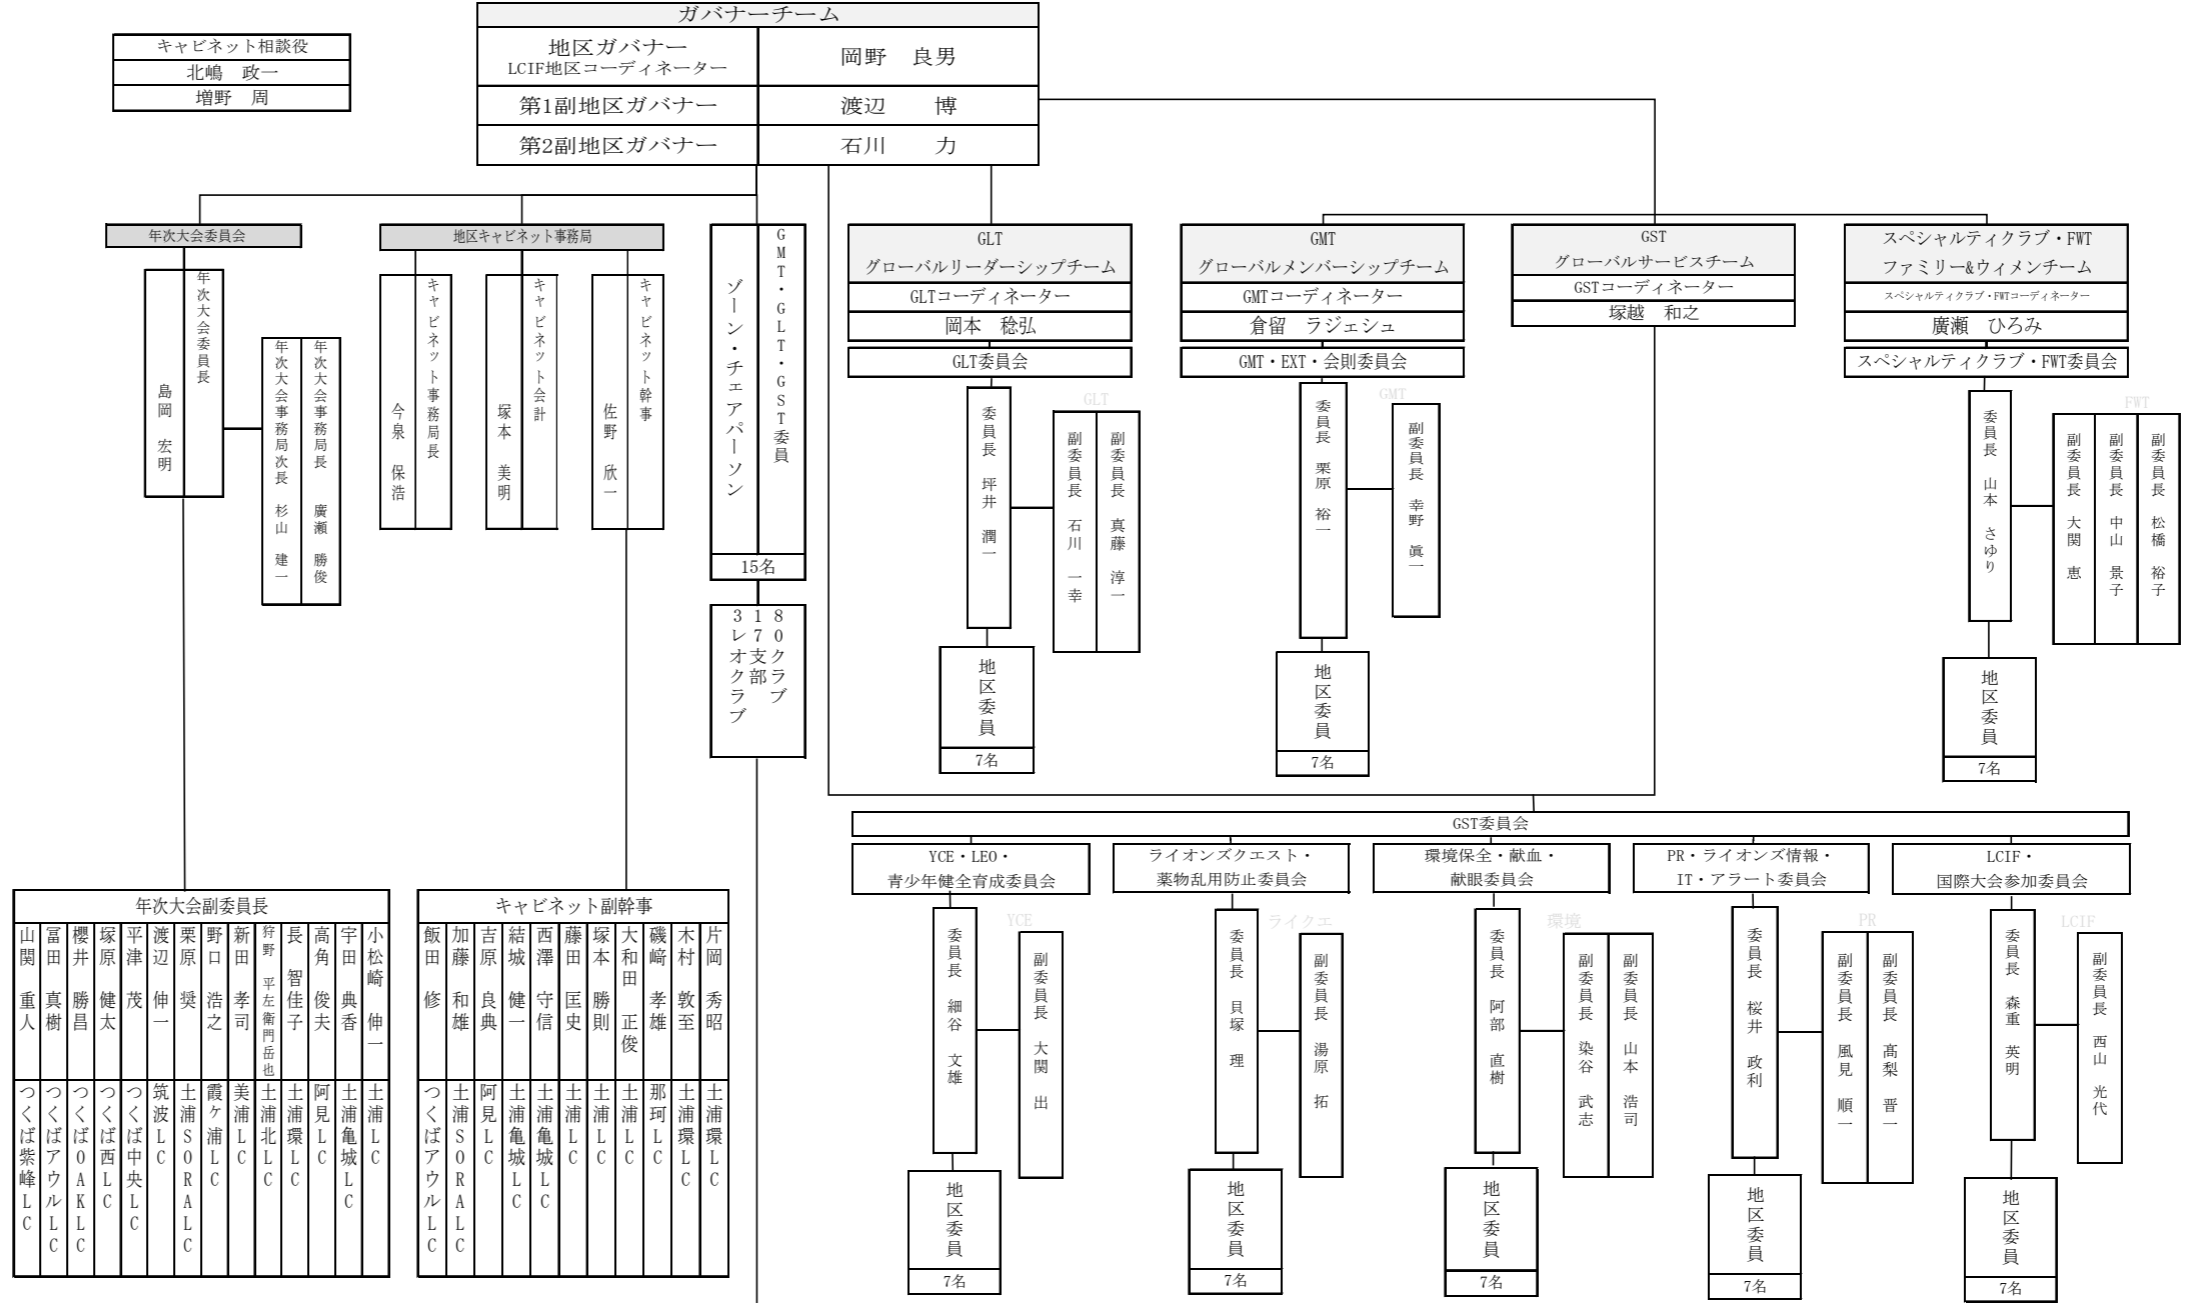 ガバナーチーム
地区ガバナー
LCIF地区コーディネーター
岡野　良男
第1副地区ガバナー
渡辺　　博
第2副地区ガバナー
石川　　力
キャビネット相談役
北嶋　政一
増野　周
年次大会委員会
年次大会委員長
島岡　宏明
年次大会事務局長　廣瀬　勝俊
年次大会事務局次長　杉山　建一
地区キャビネット事務局
キャビネット幹事
佐野　欣一
キャビネット会計
塚本　美明
キャビネット事務局長
今泉　保浩
GMT・GLT・GST委員
ゾーン・チェアパーソン
15名
80クラブ
17支部
3レオクラブ
GLT
グローバルリーダーシップチーム
GLTコーディネーター
岡本　稔弘
GLT委員会
GLT
委員長　坪井　潤一
副委員長　真藤　淳一
副委員長　石川　一幸
地区委員
7名
GMT
グローバルメンバーシップチーム
GMTコーディネーター
倉留　ラジェシュ
GMT・EXT・会則委員会
GMT
委員長　栗原　裕一
副委員長　幸野　眞一
地区委員
7名
GST
グローバルサービスチーム
GSTコーディネーター
塚越　和之
スペシャルティクラブ・FWT
ファミリー&ウィメンチーム
スペシャルティクラブ・FWTコーディネーター
廣瀬　ひろみ
スペシャルティクラブ・FWT委員会
FWT
委員長　山本　さゆり
副委員長　松橋　裕子
副委員長　中山　景子
副委員長　大関　恵
地区委員
7名
GST委員会
YCE・LEO・
青少年健全育成委員会
YCE
委員長　細谷　文雄
副委員長　大関　出
地区委員
7名
ライオンズクエスト・
薬物乱用防止委員会
ライクエ
委員長　貝塚　理
副委員長　湯原　拓
地区委員
7名
環境保全・献血・
献眼委員会
環境
委員長　阿部　直樹
副委員長　山本　浩司
副委員長　染谷　武志
地区委員
7名
PR・ライオンズ情報・
IT・アラート委員会
PR
委員長　桜井　政利
副委員長　髙梨　晋一
副委員長　風見　順一
地区委員
7名
LCIF・
国際大会参加委員会
LCIF
委員長　森重　英明
副委員長　西山　光代
地区委員
7名
年次大会副委員長
小松崎　伸一
土浦LC
宇田　典香
土浦亀城LC
高角　俊夫
阿見LC
長　智佳子
土浦環LC
狩野　平左衛門岳也
土浦北LC
新田　孝司
美浦LC
野口　浩之
霞ヶ浦LC
栗原　奨
土浦SORALC
渡辺　伸一
筑波LC
平津　茂
つくば中央LC
塚原　健太
つくば西LC
櫻井　勝昌
つくばOAKLC
冨田　真樹
つくばアウルLC
山関　重人
つくば紫峰LC
キャビネット副幹事
片岡　秀昭
土浦環LC
木村　敦至
土浦環LC
磯﨑　孝雄
那珂LC
大和田　正俊
土浦LC
塚本　勝則
土浦LC
藤田　匡史
土浦LC
西澤　守信
土浦亀城LC
結城　健一
土浦亀城LC
吉原　良典
阿見LC
加藤　和雄
土浦SORALC
飯田　修
つくばアウルLC